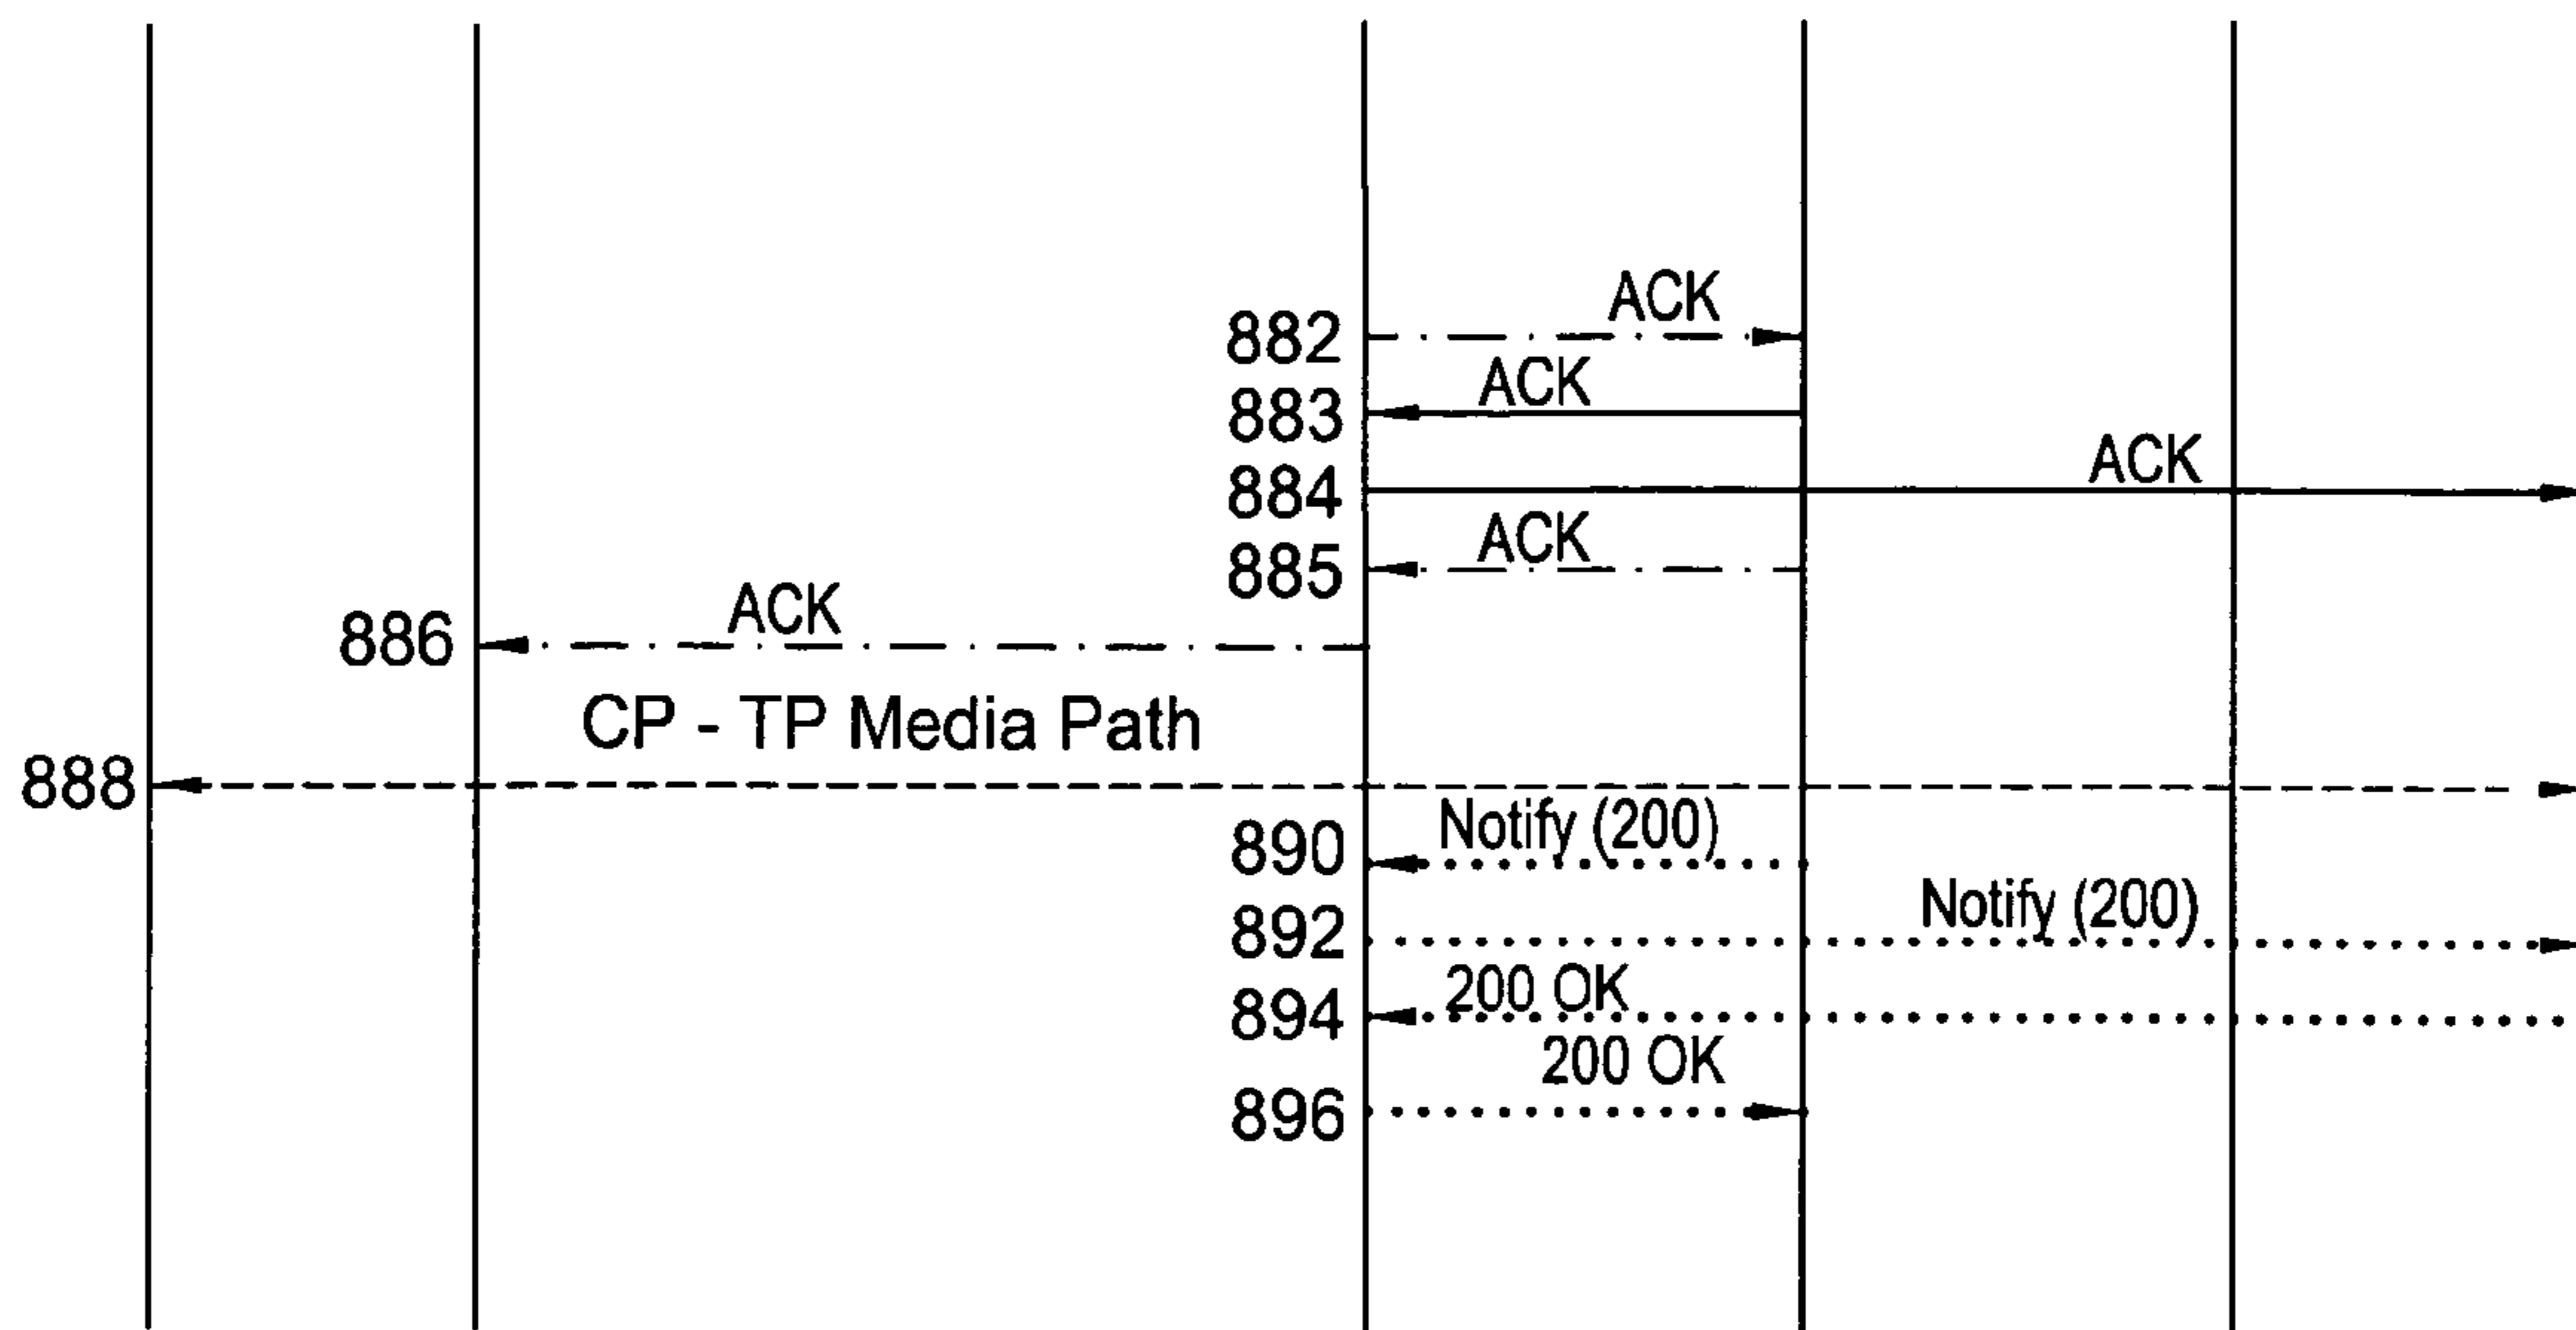 ACK
882
ACK
883
ACK
884
ACK
885
ACK
886
CP - TP Media Path
888
Notify (200)
890
Notify (200)
892
200 OK
894
200 OK
896